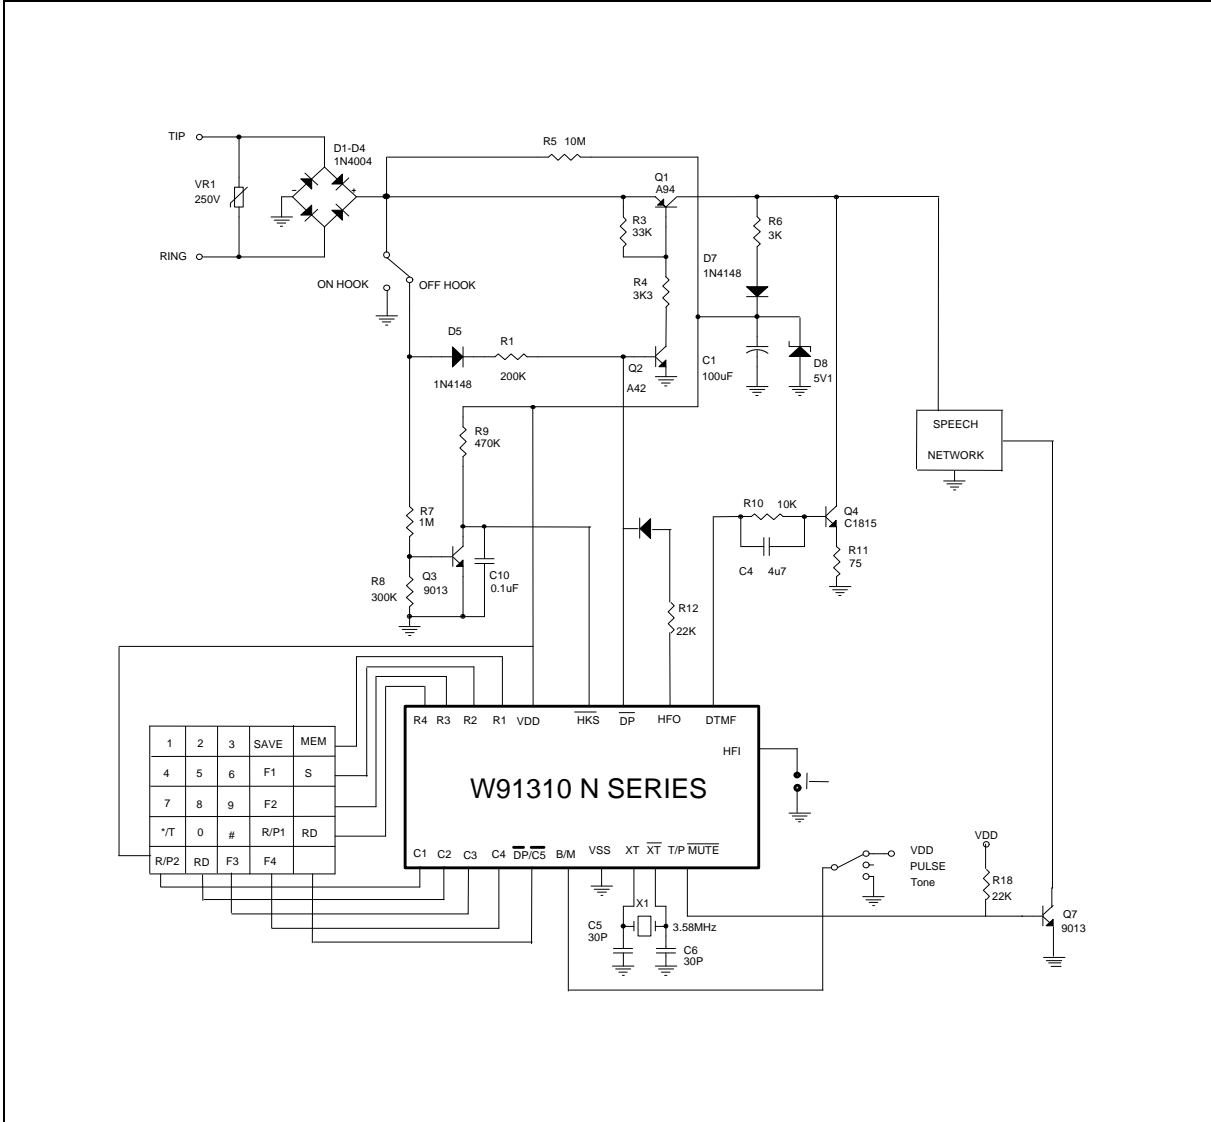 R5 10M
TIP
D1-D4
1N4004
VR1
250V
-
+
RING
Q1
A94
R3
33K
R6
3K
D7
1N4148
ON HOOK
OFF HOOK
R4
3K3
D5
1N4148
R1
200K
Q2
A42
C1
100uF
D8
5V1
SPEECH
NETWORK
R9
470K
R7
1M
R10 10K
Q4
C1815
C4 4u7
R11
75
R8
300K
Q3
9013
C10
0.1uF
R12
22K
R4 R3 R2 R1 VDD HKS DP HFO DTMF
HFI
W91310 N SERIES
C1 C2 C3 C4 DP/C5 B/M VSS XT XT T/P MUTE
1 2 3 SAVE MEM
4 5 6 F1 S
7 8 9 F2
*/T 0 # R/P1 RD
R/P2 RD F3 F4
VDD
PULSE
Tone
VDD
R18
22K
Q7
9013
X1
3.58MHz
C5
30P
C6
30P